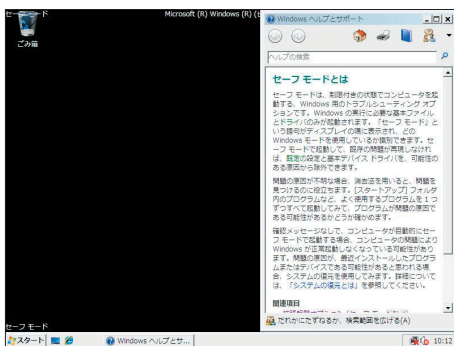 セーフ モード
Microsoft (R) Windows (R) (
ごみ箱
Windows ヘルプとサポート
ヘルプの検索
セーフ モードとは
セーフ モードは、制限付きの状態でコンピュータを起
動する、Windows 用のトラブルシューティング オプ
ションです。Windows の実行に必要な基本ファイル
とドライバのみが起動されます。「セーフ モード」と
いう語句がディスプレイの隅に表示され、どの
Windows モードを使用しているか識別できます。セ
ーフ モードで起動して、既存の問題が再現しなけれ
ば、既定の設定と基本デバイス ドライバを、可能性の
ある原因から除外できます。
問題の原因が不明な場合、消去法を用いると、問題を
見つけるのに役立ちます。[スタートアップ] フォルダ
内のプログラムなど、よく使用するプログラムを 1 つ
ずつすべて起動してみて、プログラムが問題の原因で
ある可能性があるかどうか確かめます。
確認メッセージなしで、コンピュータが自動的にセー
フ モードで起動する場合、コンピュータの問題により
Windows が正常起動しなくなっている可能性があり
ます。問題の原因が、最近インストールしたプログラ
ムまたはデバイスである可能性があると思われる場
合、システムの復元を使用してみます。詳細について
は、「システムの復元とは」を参照してください。
関連項目
だれかにたずねるか、検索範囲を広げる(A)
セーフ モード
スタート
Windows ヘルプとサ...
10:12